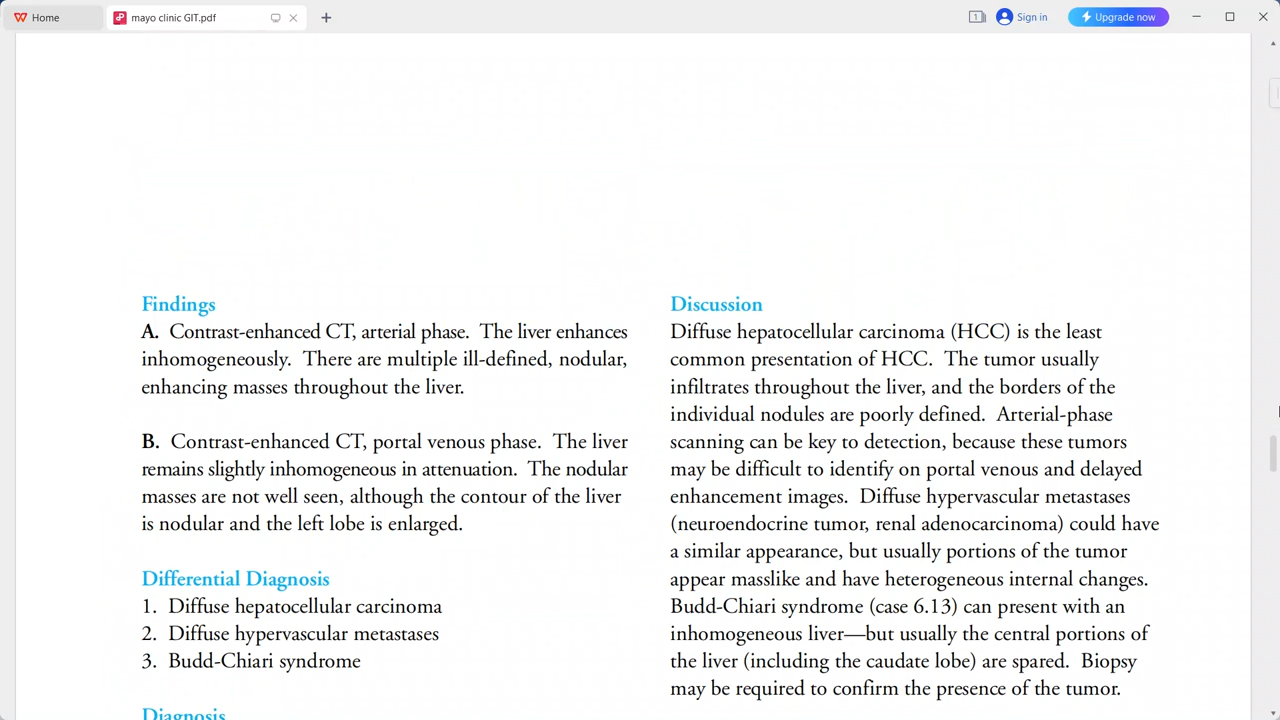 Home
mayo clinic GIT.pdf
Sign in
Upgrade now
Findings
A. Contrast-enhanced CT, arterial phase. The liver enhances
inhomogeneously. There are multiple ill-defined, nodular,
enhancing masses throughout the liver.
B. Contrast-enhanced CT, portal venous phase. The liver
remains slightly inhomogeneous in attenuation. The nodular
masses are not well seen, although the contour of the liver
is nodular and the left lobe is enlarged.
Differential Diagnosis
1. Diffuse hepatocellular carcinoma
2. Diffuse hypervascular metastases
3. Budd-Chiari syndrome
Diagnosis
Discussion
Diffuse hepatocellular carcinoma (HCC) is the least
common presentation of HCC. The tumor usually
infiltrates throughout the liver, and the borders of the
individual nodules are poorly defined. Arterial-phase
scanning can be key to detection, because these tumors
may be difficult to identify on portal venous and delayed
enhancement images. Diffuse hypervascular metastases
(neuroendocrine tumor, renal adenocarcinoma) could have
a similar appearance, but usually portions of the tumor
appear masslike and have heterogeneous internal changes.
Budd-Chiari syndrome (case 6.13) can present with an
inhomogeneous liver—but usually the central portions of
the liver (including the caudate lobe) are spared. Biopsy
may be required to confirm the presence of the tumor.